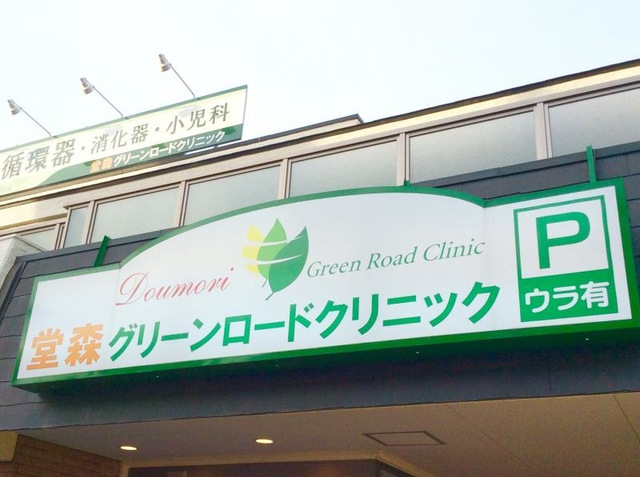 循環器・消化器・小児科
堂森グリーンロードクリニック
Doumori Green Road Clinic
堂森グリーンロードクリニック
P
ウラ有